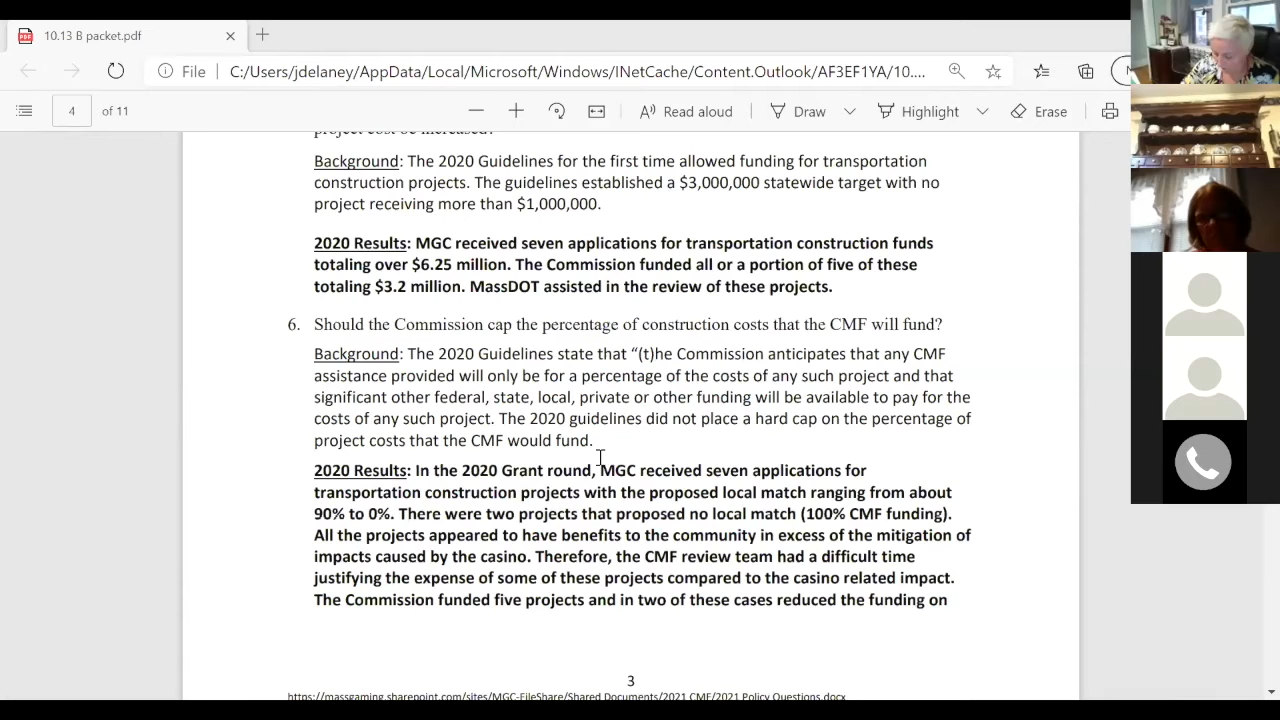 10.13 B packet.pdf
File
C:/Users/jdelaney/AppData/Local/Microsoft/Windows/INetCache/Content.Outlook/AF3EF1YA/10....
4 of 11
Read aloud
Draw
Highlight
Erase
project cost be increased?
Background: The 2020 Guidelines for the first time allowed funding for transportation
construction projects. The guidelines established a $3,000,000 statewide target with no
project receiving more than $1,000,000.
2020 Results: MGC received seven applications for transportation construction funds
totaling over $6.25 million. The Commission funded all or a portion of five of these
totaling $3.2 million. MassDOT assisted in the review of these projects.
6. Should the Commission cap the percentage of construction costs that the CMF will fund?
Background: The 2020 Guidelines state that “(t)he Commission anticipates that any CMF
assistance provided will only be for a percentage of the costs of any such project and that
significant other federal, state, local, private or other funding will be available to pay for the
costs of any such project. The 2020 guidelines did not place a hard cap on the percentage of
project costs that the CMF would fund.
2020 Results: In the 2020 Grant round, MGC received seven applications for
transportation construction projects with the proposed local match ranging from about
90% to 0%. There were two projects that proposed no local match (100% CMF funding).
All the projects appeared to have benefits to the community in excess of the mitigation of
impacts caused by the casino. Therefore, the CMF review team had a difficult time
justifying the expense of some of these projects compared to the casino related impact.
The Commission funded five projects and in two of these cases reduced the funding on
3
https://massgaming.sharepoint.com/sites/MGC-FileShare/Shared Documents/2021 CMF/2021 Policy Questions.docx